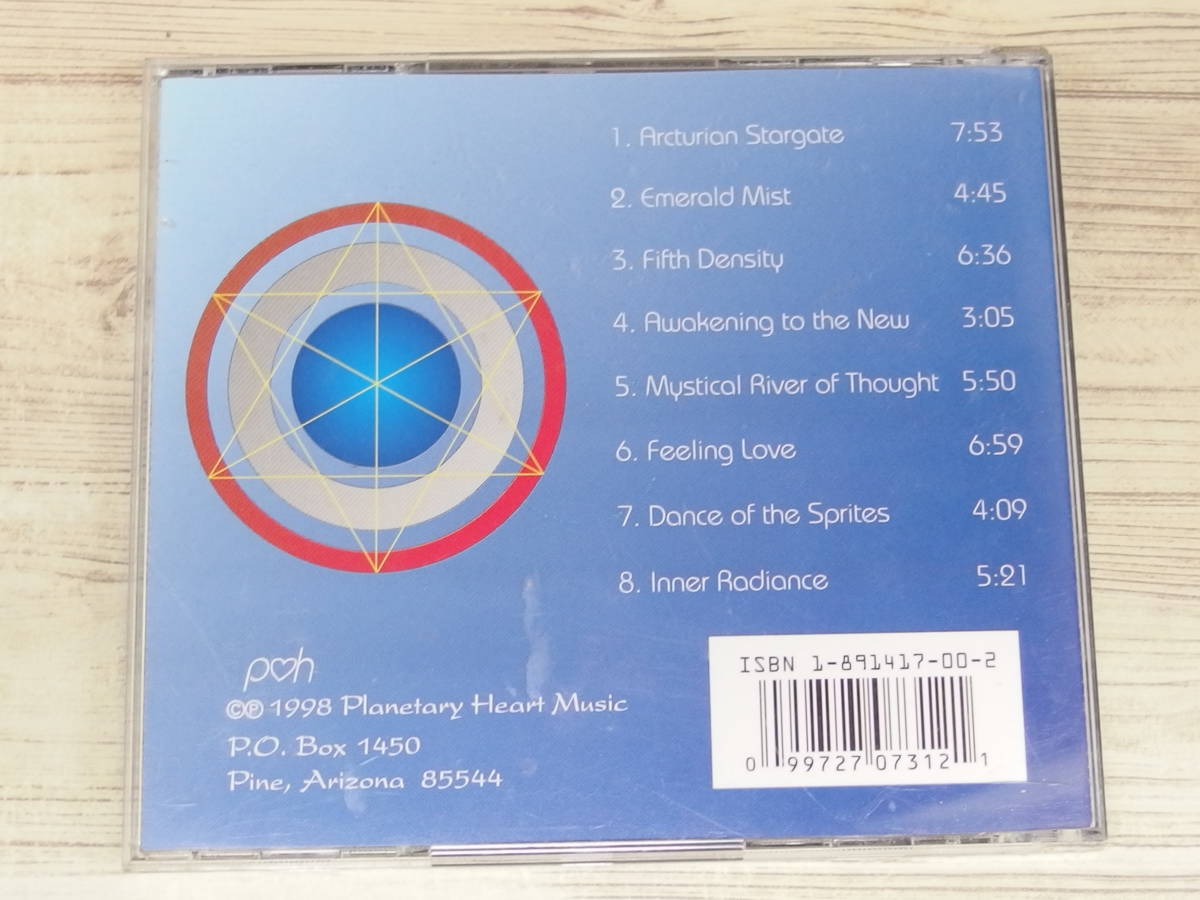 1. Arcturian Stargate 7:53
2. Emerald Mist 4:45
3. Fifth Density 6:36
4. Awakening to the New 3:05
5. Mystical River of Thought 5:50
6. Feeling Love 6:59
7. Dance of the Sprites 4:09
8. Inner Radiance 5:21
p♡h
©℗ 1998 Planetary Heart Music
P.O. Box 1450
Pine, Arizona 85544
ISBN 1-891417-00-2
0 99727 07312 1